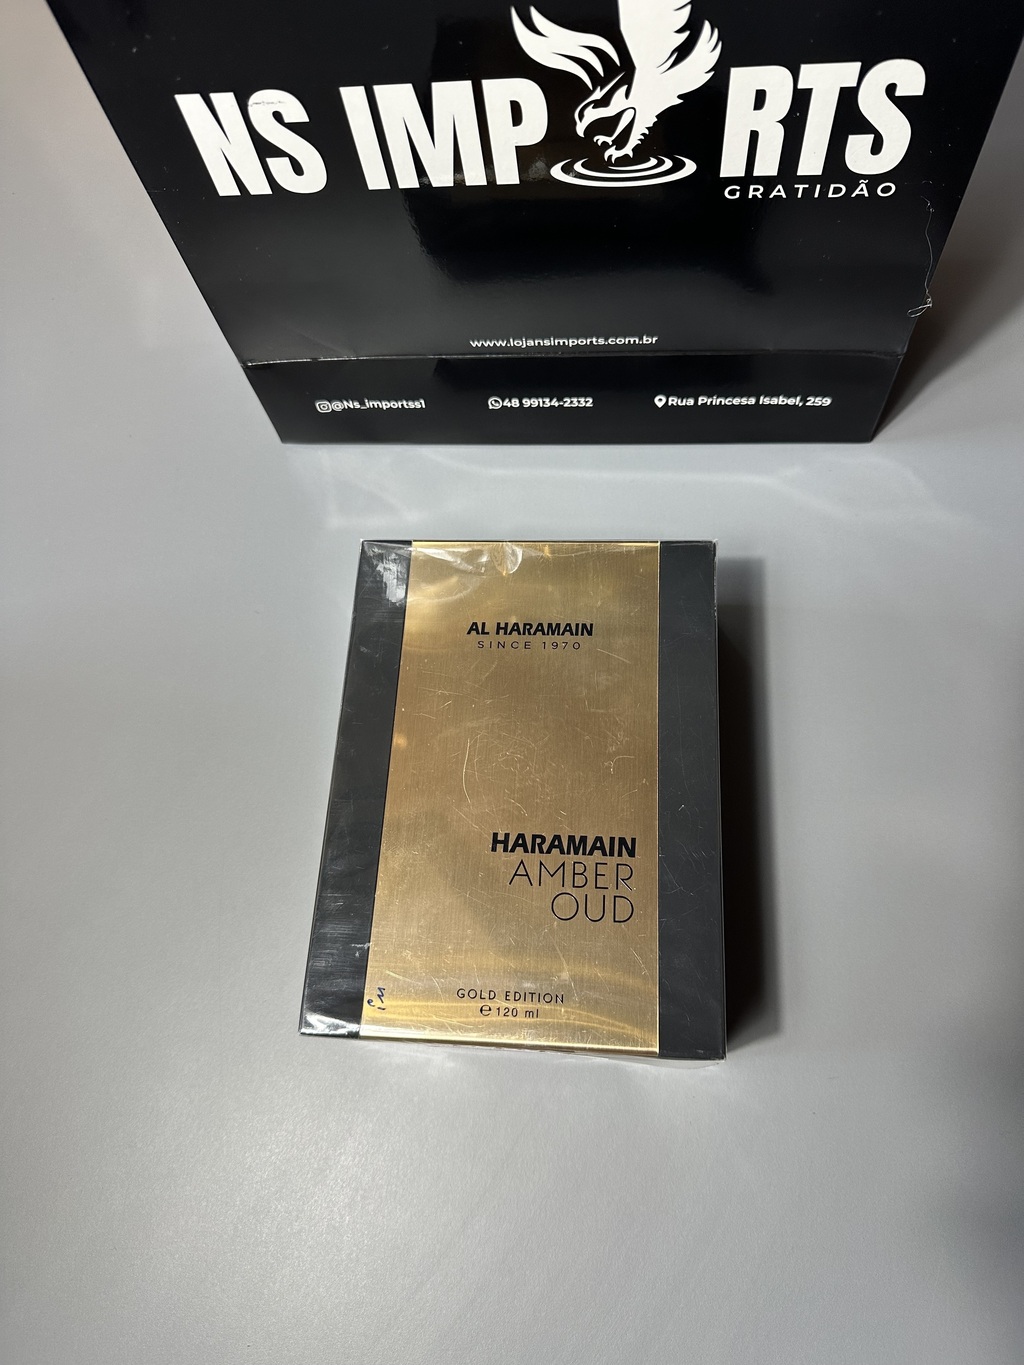 NS IMP RTS
GRATIDÃO
www.lojansimports.com.br
@Ns_importss1 48 99134-2332 Rua Princesa Isabel, 259
AL HARAMAIN
SINCE 1970
HARAMAIN
AMBER
OUD
GOLD EDITION
℮ 120 ml